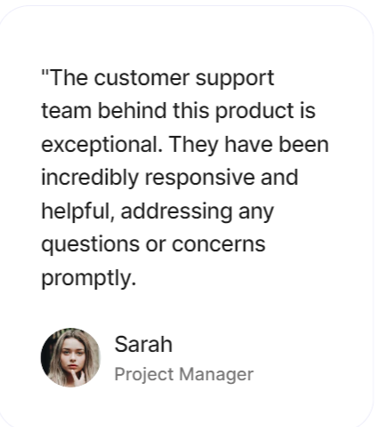 "The customer support
team behind this product is
exceptional. They have been
incredibly responsive and
helpful, addressing any
questions or concerns
promptly.
Sarah
Project Manager